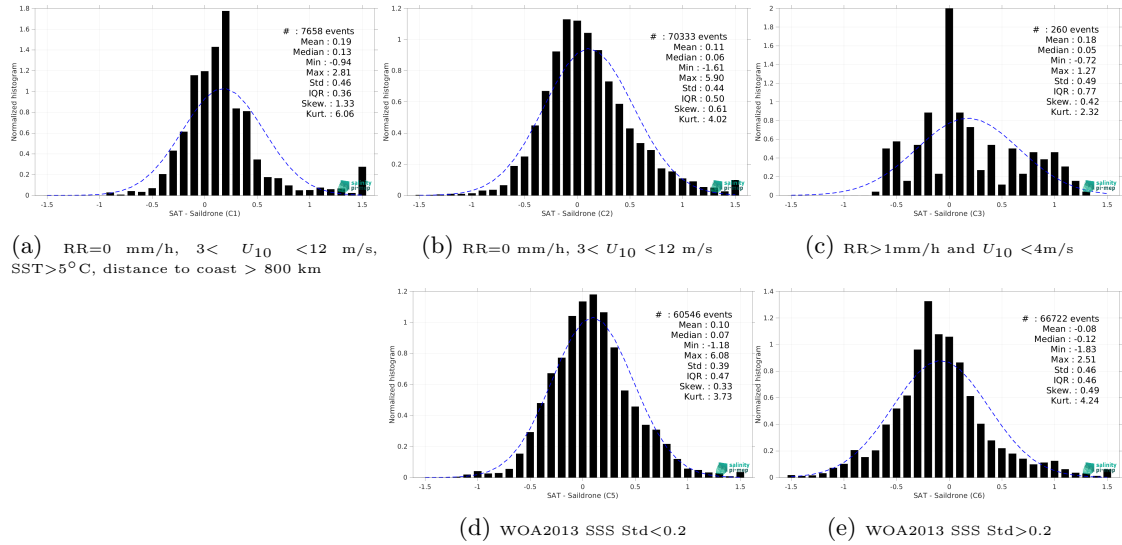 1.8
1.6
1.4
1.2
1
0.8
0.6
0.4
0.2
0
-1.5
-1
-0.5
0
0.5
1
1.5
Normalized histogram
SAT - Saildrone (C1)
# : 7658 events
Mean : 0.19
Median : 0.13
Min : -0.94
Max : 2.81
Std : 0.46
IQR : 0.36
Skew. : 1.33
Kurt. : 6.06
salinity
pi-mep
(a) RR=0 mm/h, 3< U10 <12 m/s,
SST>5°C, distance to coast > 800 km
1.2
1
0.8
0.6
0.4
0.2
0
-1.5
-1
-0.5
0
0.5
1
1.5
Normalized histogram
SAT - Saildrone (C2)
# : 70333 events
Mean : 0.11
Median : 0.06
Min : -1.61
Max : 5.90
Std : 0.44
IQR : 0.50
Skew. : 0.61
Kurt. : 4.02
salinity
pi-mep
(b) RR=0 mm/h, 3< U10 <12 m/s
2
1.8
1.6
1.4
1.2
1
0.8
0.6
0.4
0.2
0
-1.5
-1
-0.5
0
0.5
1
1.5
Normalized histogram
SAT - Saildrone (C3)
# : 260 events
Mean : 0.18
Median : 0.05
Min : -0.72
Max : 1.27
Std : 0.49
IQR : 0.77
Skew. : 0.42
Kurt. : 2.32
salinity
pi-mep
(c) RR>1mm/h and U10 <4m/s
1.2
1
0.8
0.6
0.4
0.2
0
-1.5
-1
-0.5
0
0.5
1
1.5
Normalized histogram
SAT - Saildrone (C5)
# : 60546 events
Mean : 0.10
Median : 0.07
Min : -1.18
Max : 6.08
Std : 0.39
IQR : 0.47
Skew. : 0.33
Kurt. : 3.73
salinity
pi-mep
(d) WOA2013 SSS Std<0.2
1.4
1.2
1
0.8
0.6
0.4
0.2
0
-1.5
-1
-0.5
0
0.5
1
1.5
Normalized histogram
SAT - Saildrone (C6)
# : 66722 events
Mean : -0.08
Median : -0.12
Min : -1.83
Max : 2.51
Std : 0.46
IQR : 0.46
Skew. : 0.49
Kurt. : 4.24
salinity
pi-mep
(e) WOA2013 SSS Std>0.2